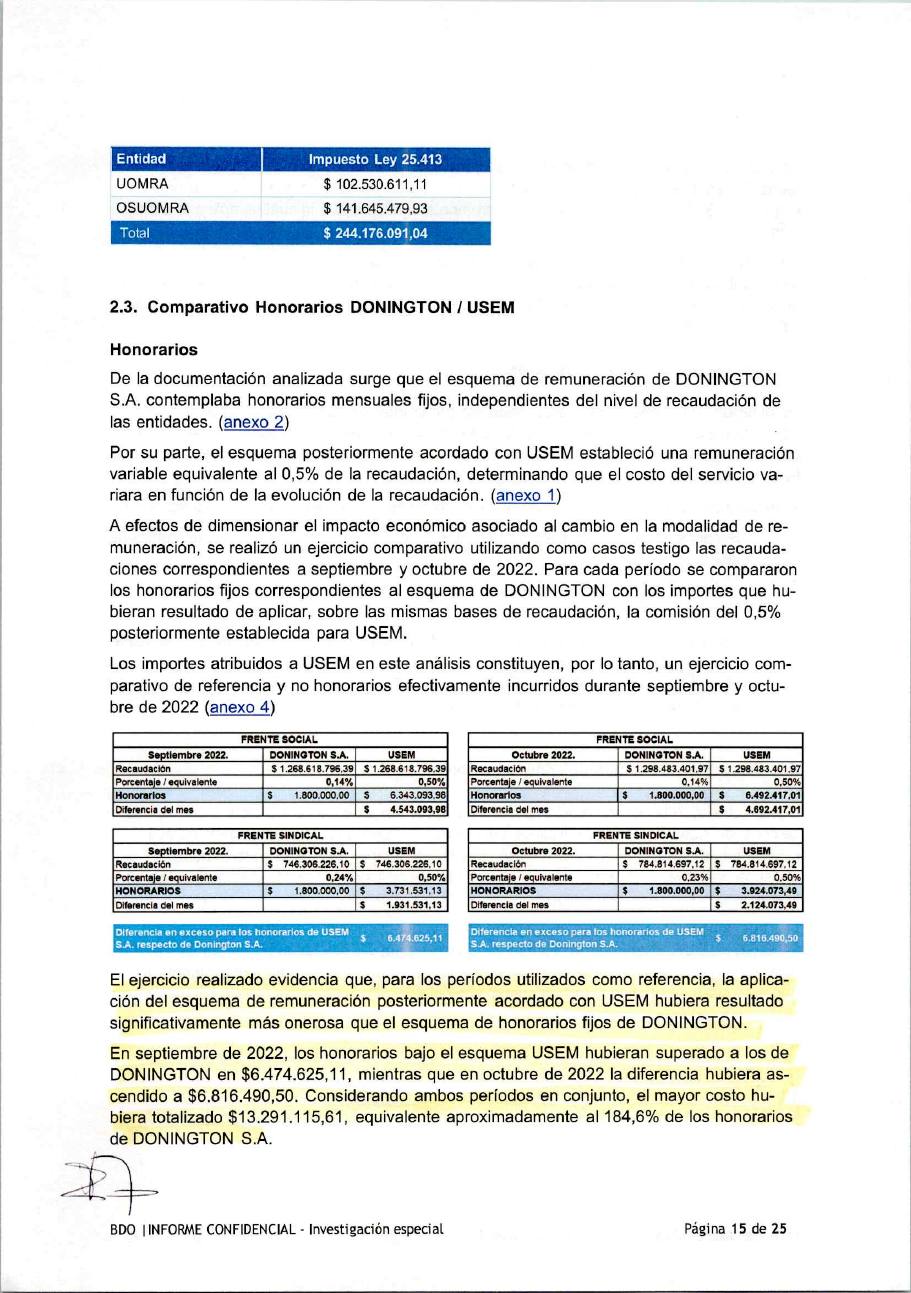 Entidad Impuesto Ley 25.413
UOMRA $ 102.530.611,11
OSUOMRA $ 141.645.479,93
Total $ 244.176.091,04
2.3. Comparativo Honorarios DONINGTON / USEM
Honorarios
De la documentación analizada surge que el esquema de remuneración de DONINGTON
S.A. contemplaba honorarios mensuales fijos, independientes del nivel de recaudación de
las entidades. (anexo 2)
Por su parte, el esquema posteriormente acordado con USEM estableció una remuneración
variable equivalente al 0,5% de la recaudación, determinando que el costo del servicio va-
riara en función de la evolución de la recaudación. (anexo 1)
A efectos de dimensionar el impacto económico asociado al cambio en la modalidad de re-
muneración, se realizó un ejercicio comparativo utilizando como casos testigo las recauda-
ciones correspondientes a septiembre y octubre de 2022. Para cada período se compararon
los honorarios fijos correspondientes al esquema de DONINGTON con los importes que hu-
bieran resultado de aplicar, sobre las mismas bases de recaudación, la comisión del 0,5%
posteriormente establecida para USEM.
Los importes atribuidos a USEM en este análisis constituyen, por lo tanto, un ejercicio com-
parativo de referencia y no honorarios efectivamente incurridos durante septiembre y octu-
bre de 2022 (anexo 4)
FRENTE SOCIAL
Septiembre 2022. DONINGTON S.A. USEM
Recaudación $ 1.268.618.796,39 $ 1.268.618.796,39
Porcentaje / equivalente 0,14% 0,50%
Honorarios $ 1.800.000,00 $ 6.343.093,98
Diferencia del mes $ 4.543.093,98
FRENTE SOCIAL
Octubre 2022. DONINGTON S.A. USEM
Recaudación $ 1.298.483.401,97 $ 1.298.483.401,97
Porcentaje / equivalente 0,14% 0,50%
Honorarios $ 1.800.000,00 $ 6.492.417,01
Diferencia del mes $ 4.692.417,01
FRENTE SINDICAL
Septiembre 2022. DONINGTON S.A. USEM
Recaudación $ 746.306.226,10 $ 746.306.226,10
Porcentaje / equivalente 0,24% 0,50%
HONORARIOS $ 1.800.000,00 $ 3.731.531,13
Diferencia del mes $ 1.931.531,13
FRENTE SINDICAL
Octubre 2022. DONINGTON S.A. USEM
Recaudación $ 784.814.697,12 $ 784.814.697,12
Porcentaje / equivalente 0,23% 0,50%
HONORARIOS $ 1.800.000,00 $ 3.924.073,49
Diferencia del mes $ 2.124.073,49
Diferencia en exceso para los honorarios de USEM
S.A. respecto de Donington S.A. $ 6.474.625,11
Diferencia en exceso para los honorarios de USEM
S.A. respecto de Donington S.A. $ 6.816.490,50
El ejercicio realizado evidencia que, para los períodos utilizados como referencia, la aplica-
ción del esquema de remuneración posteriormente acordado con USEM hubiera resultado
significativamente más onerosa que el esquema de honorarios fijos de DONINGTON.
En septiembre de 2022, los honorarios bajo el esquema USEM hubieran superado a los de
DONINGTON en $6.474.625,11, mientras que en octubre de 2022 la diferencia hubiera as-
cendido a $6.816.490,50. Considerando ambos períodos en conjunto, el mayor costo hu-
biera totalizado $13.291.115,61, equivalente aproximadamente al 184,6% de los honorarios
de DONINGTON S.A.
BDO | INFORME CONFIDENCIAL - Investigación especial Página 15 de 25